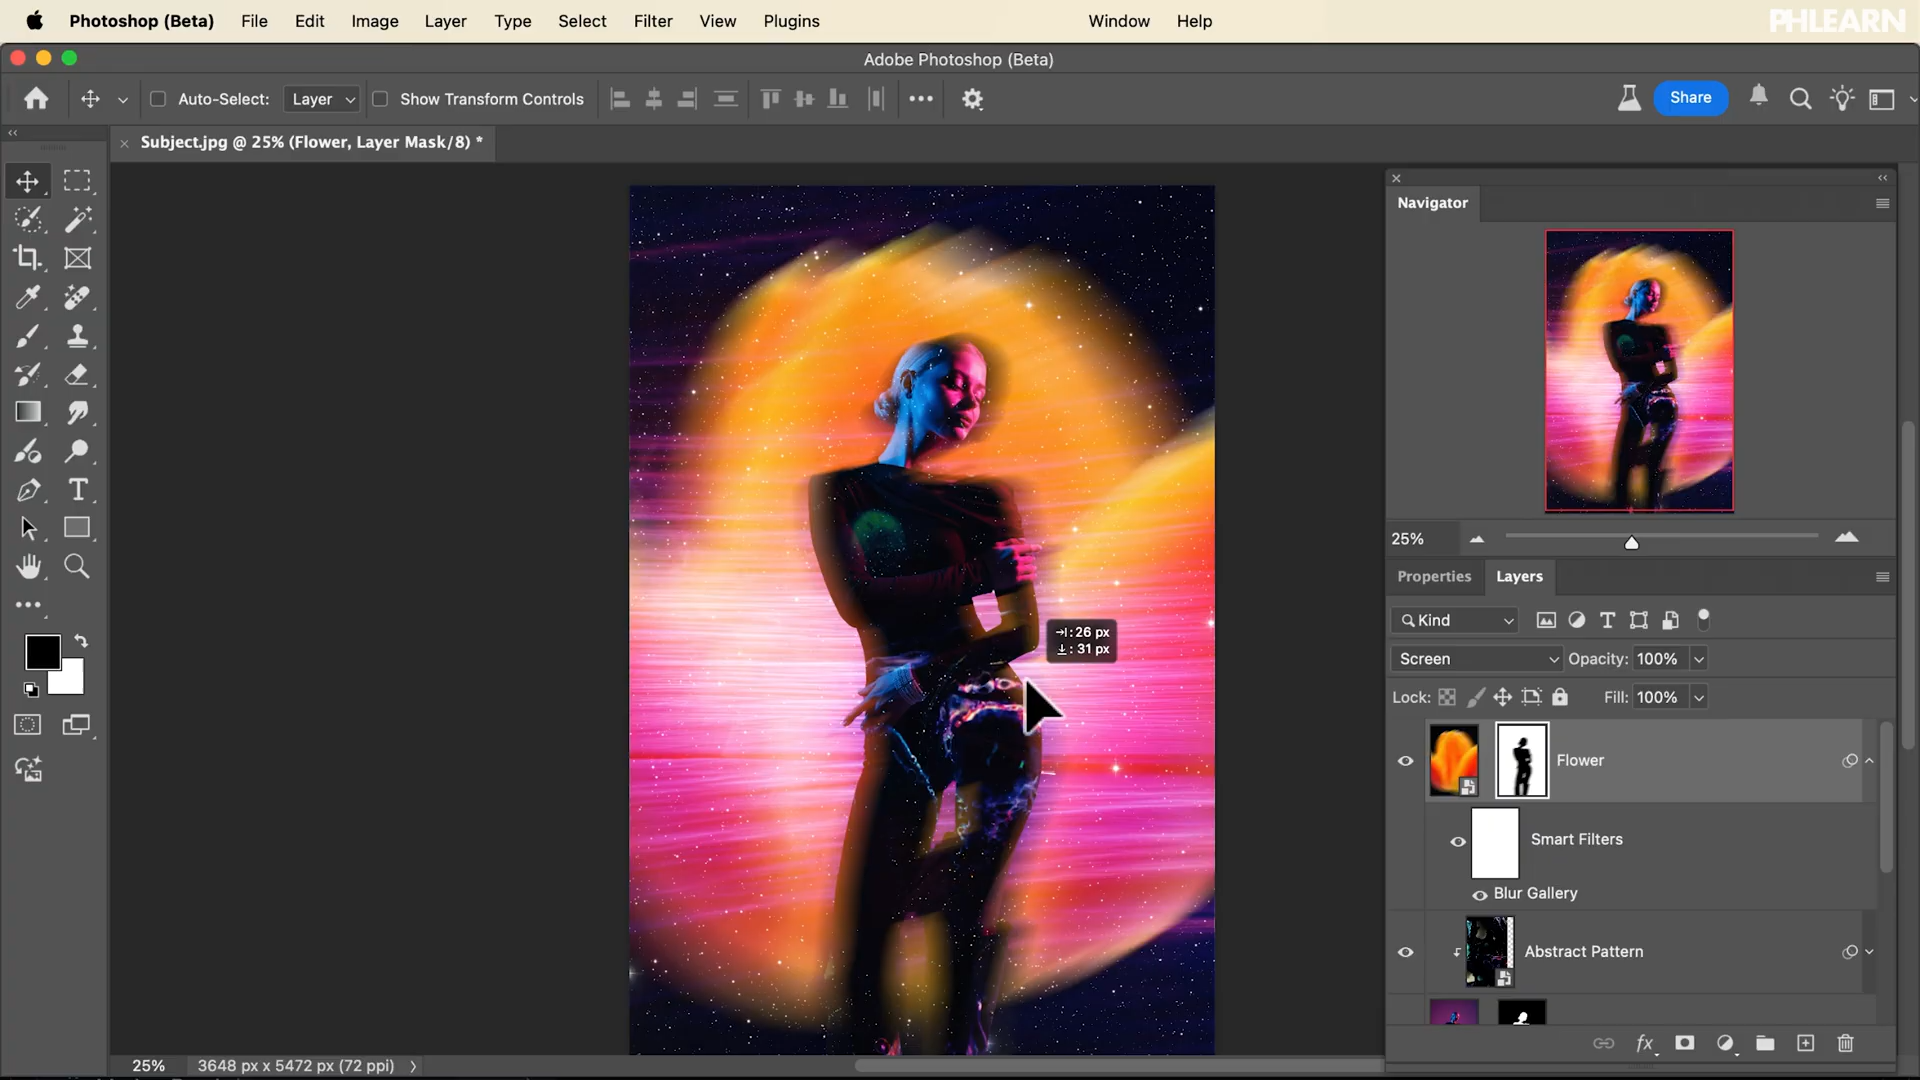 Photoshop (Beta) File Edit Image Layer Type Select Filter View Plugins Window Help
PHLEARN
Adobe Photoshop (Beta)
Auto-Select: Layer Show Transform Controls
Share
Subject.jpg @ 25% (Flower, Layer Mask/8) *
Navigator
25%
Properties Layers
Kind
Screen Opacity: 100%
Lock: Fill: 100%
: 26 px
: 31 px
Flower
Smart Filters
Blur Gallery
Abstract Pattern
fx
25% 3648 px x 5472 px (72 ppi)